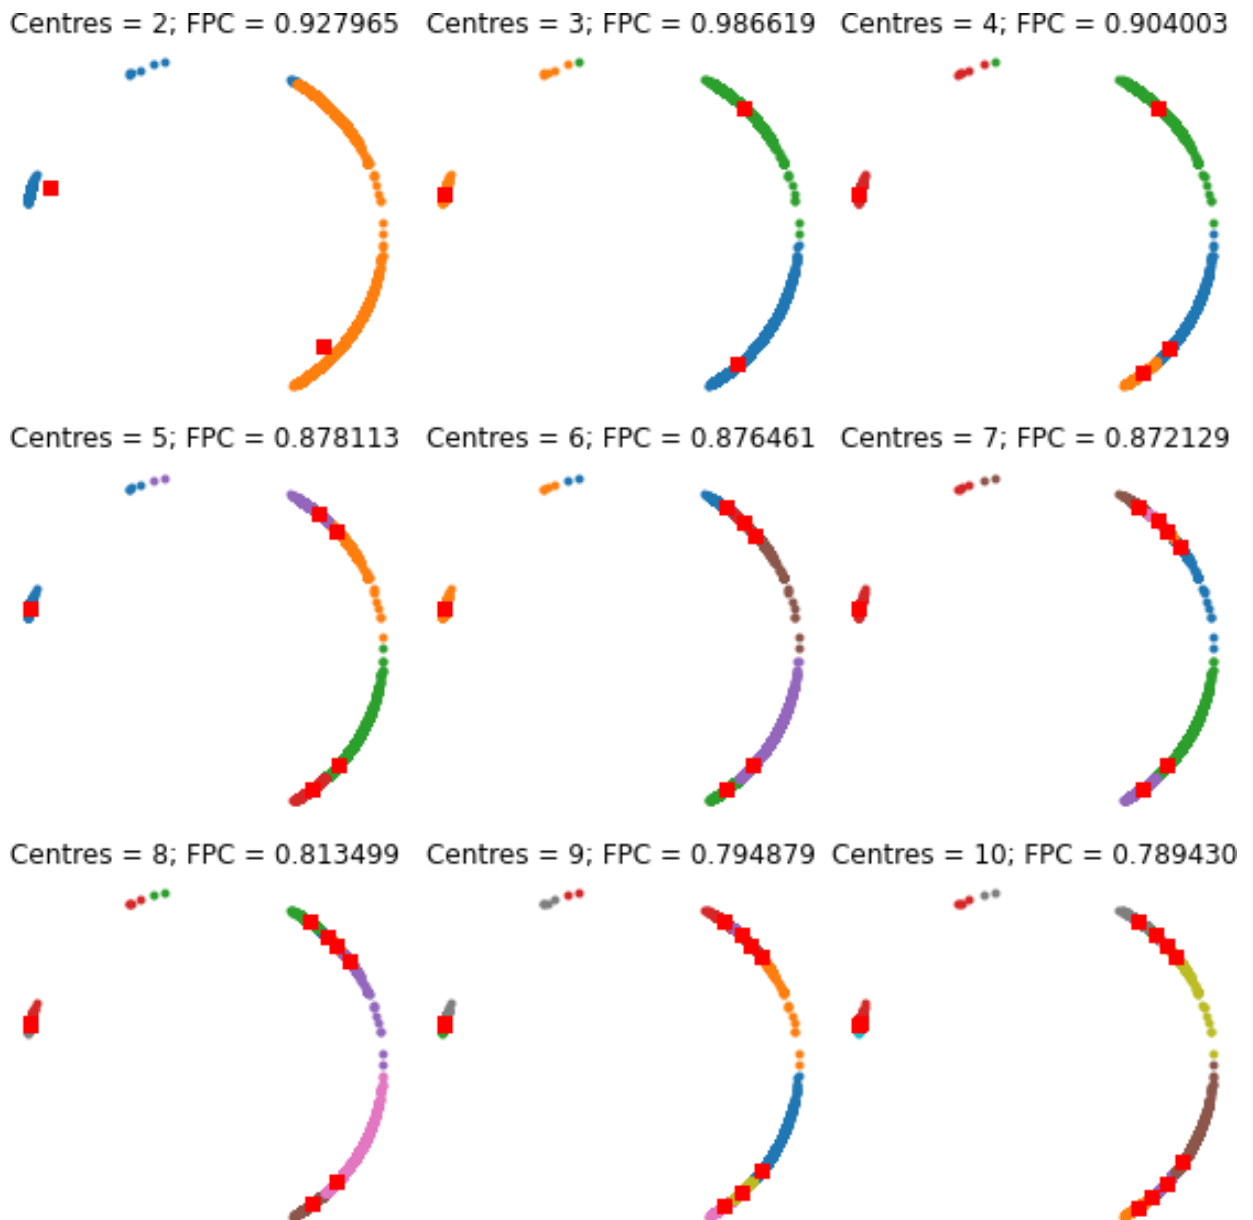 Centres = 2; FPC = 0.927965
Centres = 3; FPC = 0.986619
Centres = 4; FPC = 0.904003
Centres = 5; FPC = 0.878113
Centres = 6; FPC = 0.876461
Centres = 7; FPC = 0.872129
Centres = 8; FPC = 0.813499
Centres = 9; FPC = 0.794879
Centres = 10; FPC = 0.789430